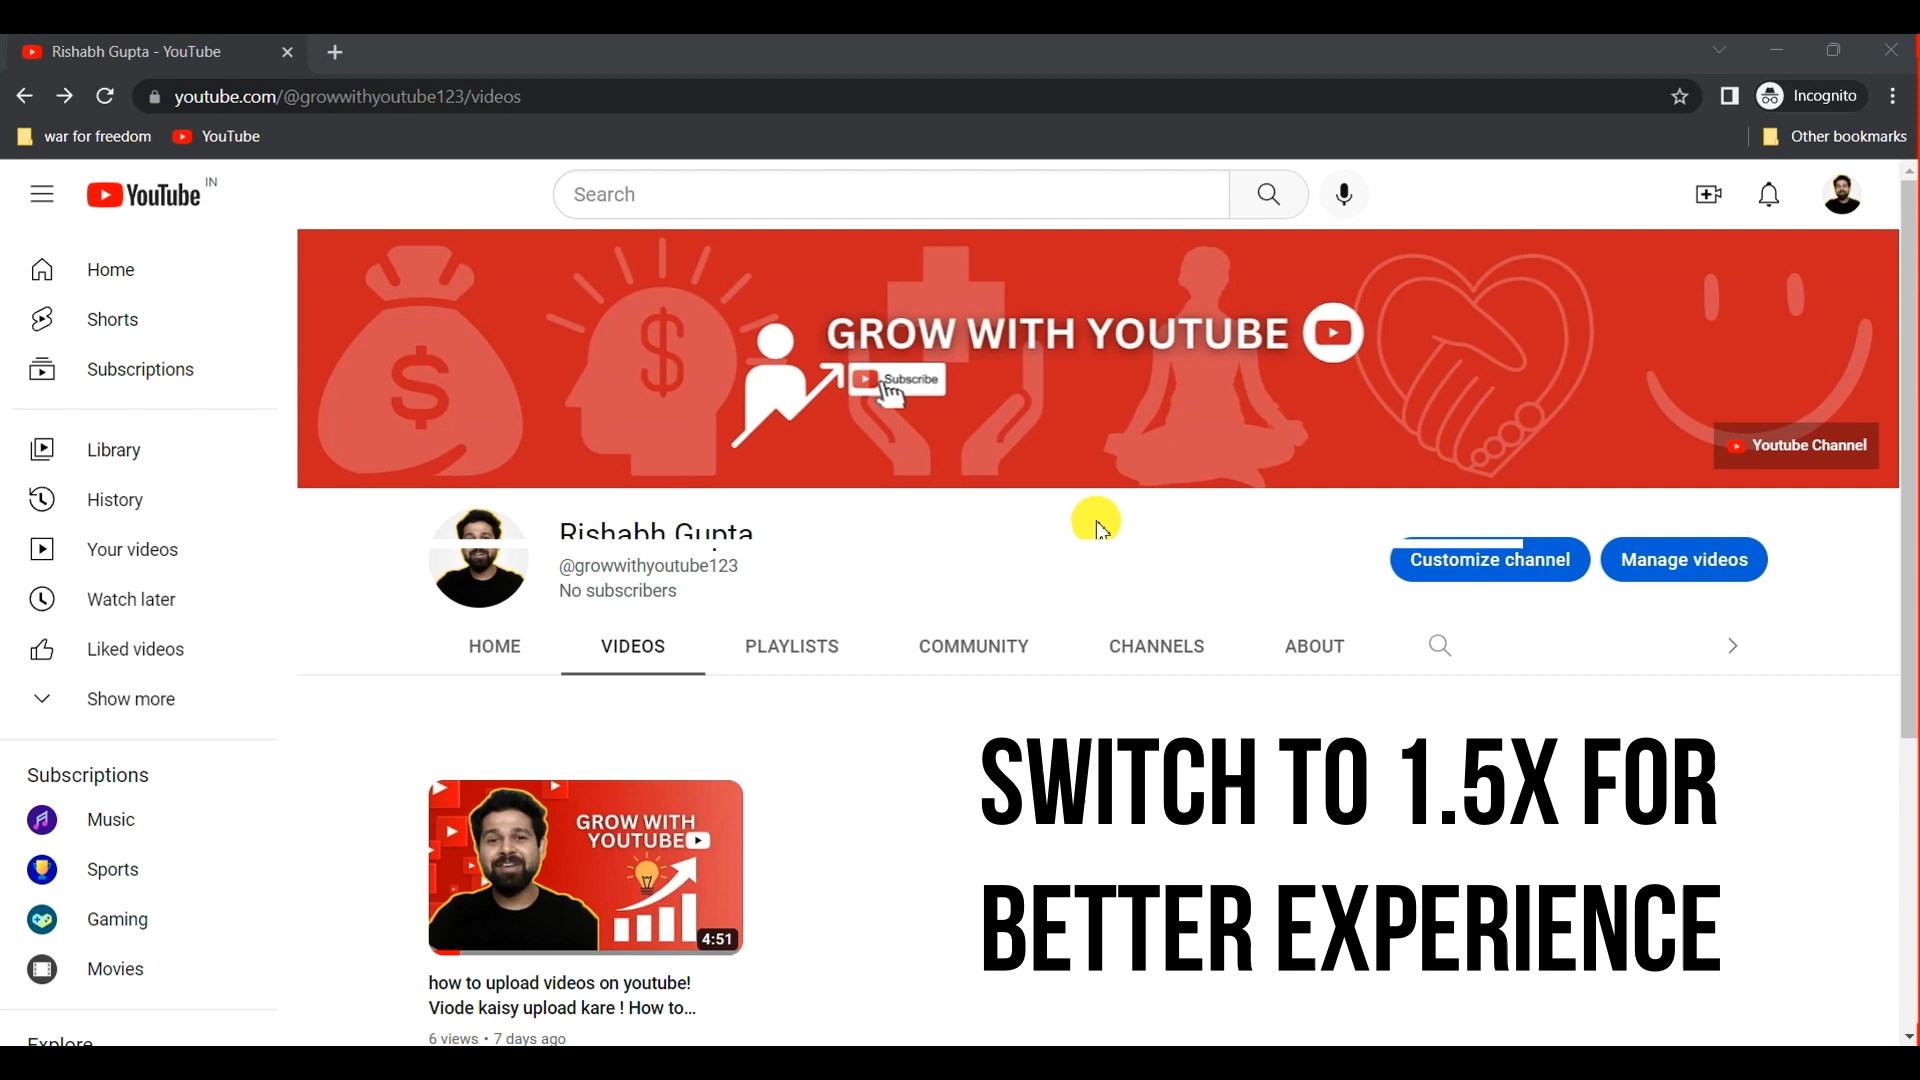 Rishabh Gupta - YouTube
youtube.com/@growwithyoutube123/videos
Incognito
war for freedom
YouTube
Other bookmarks
YouTube IN
Search
Home
Shorts
Subscriptions
Library
History
Your videos
Watch later
Liked videos
Show more
Subscriptions
Music
Sports
Gaming
Movies
Explore
$
$
GROW WITH YOUTUBE
Subscribe
Youtube Channel
Rishabh Gupta
@growwithyoutube123
No subscribers
Customize channel
Manage videos
HOME
VIDEOS
PLAYLISTS
COMMUNITY
CHANNELS
ABOUT
GROW WITH
YOUTUBE
4:51
how to upload videos on youtube!
Viode kaisy upload kare ! How to...
6 views • 7 days ago
SWITCH TO 1.5X FOR
BETTER EXPERIENCE